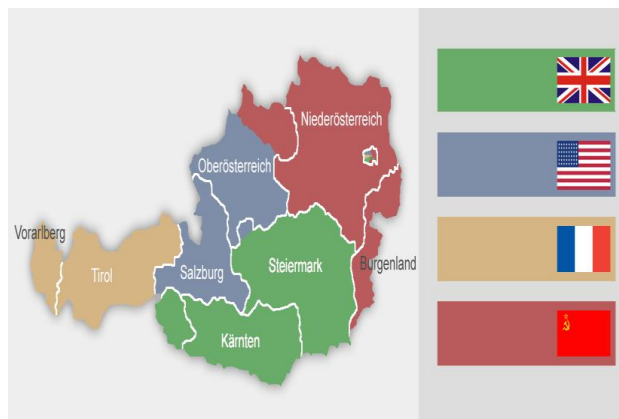 Niederösterreich
Oberösterreich
Vorarlberg
Tirol
Salzburg
Steiermark
Burgenland
Kärnten